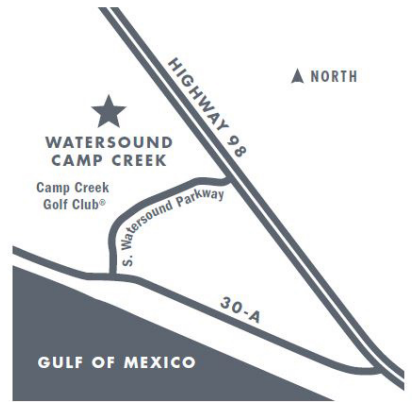 NORTH
HIGHWAY 98
WATERSOUND
CAMP CREEK
Camp Creek
Golf Club®
S. Watersound Parkway
30-A
GULF OF MEXICO